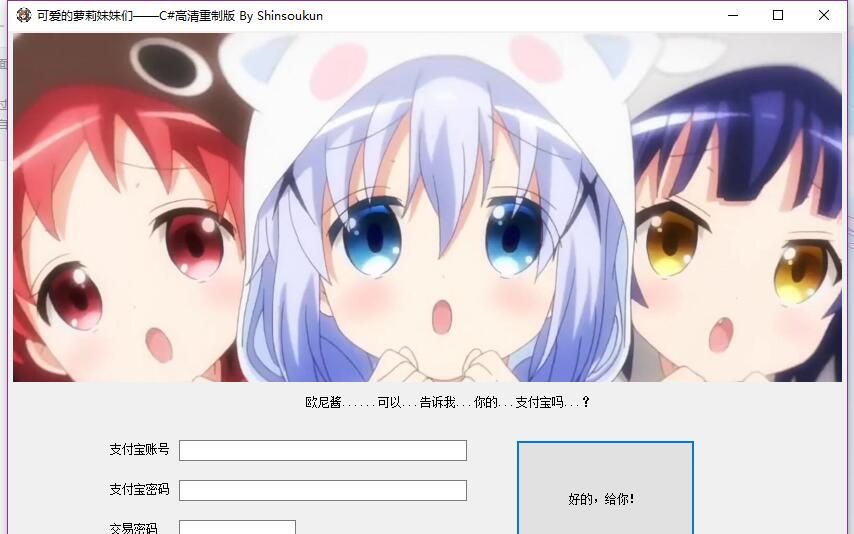 可爱的萝莉妹妹们——C#高清重制版 By Shinsoukun
欧尼酱......可以...告诉我...你的...支付宝吗...?
支付宝账号
支付宝密码
好的，给你!
交易密码